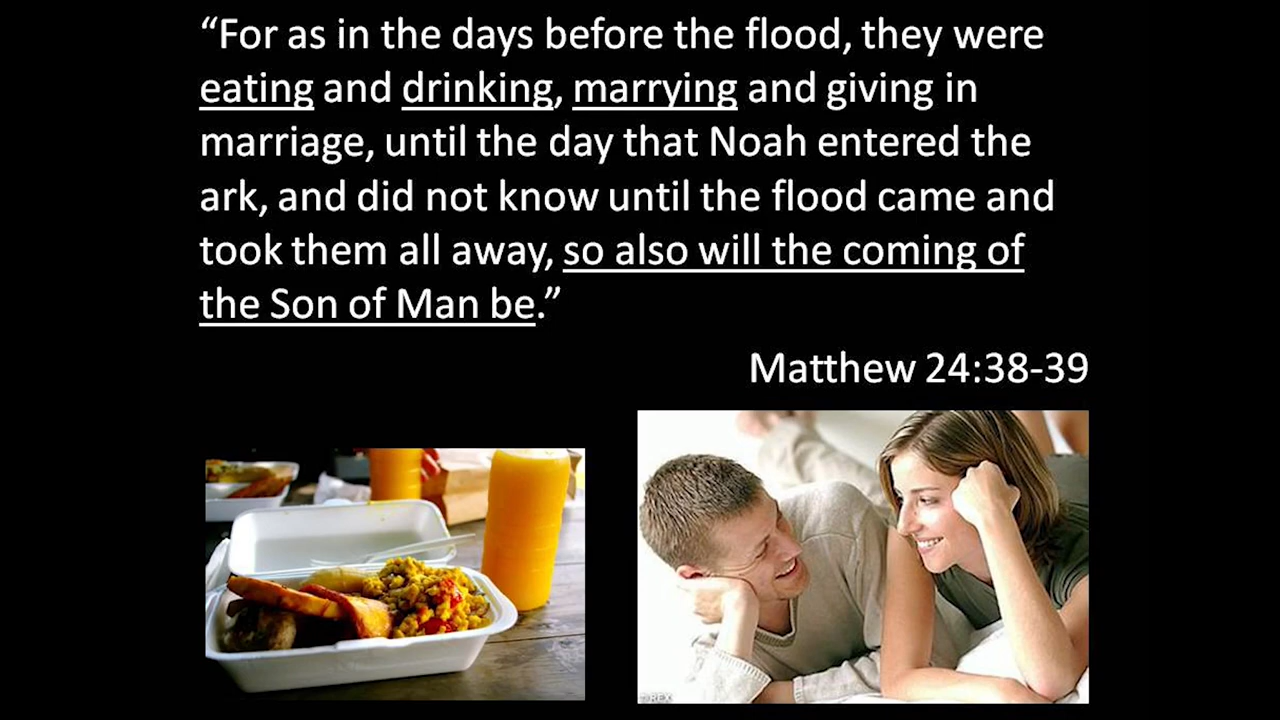 “For as in the days before the flood, they were
eating and drinking, marrying and giving in
marriage, until the day that Noah entered the
ark, and did not know until the flood came and
took them all away, so also will the coming of
the Son of Man be.”
Matthew 24:38-39
© REX